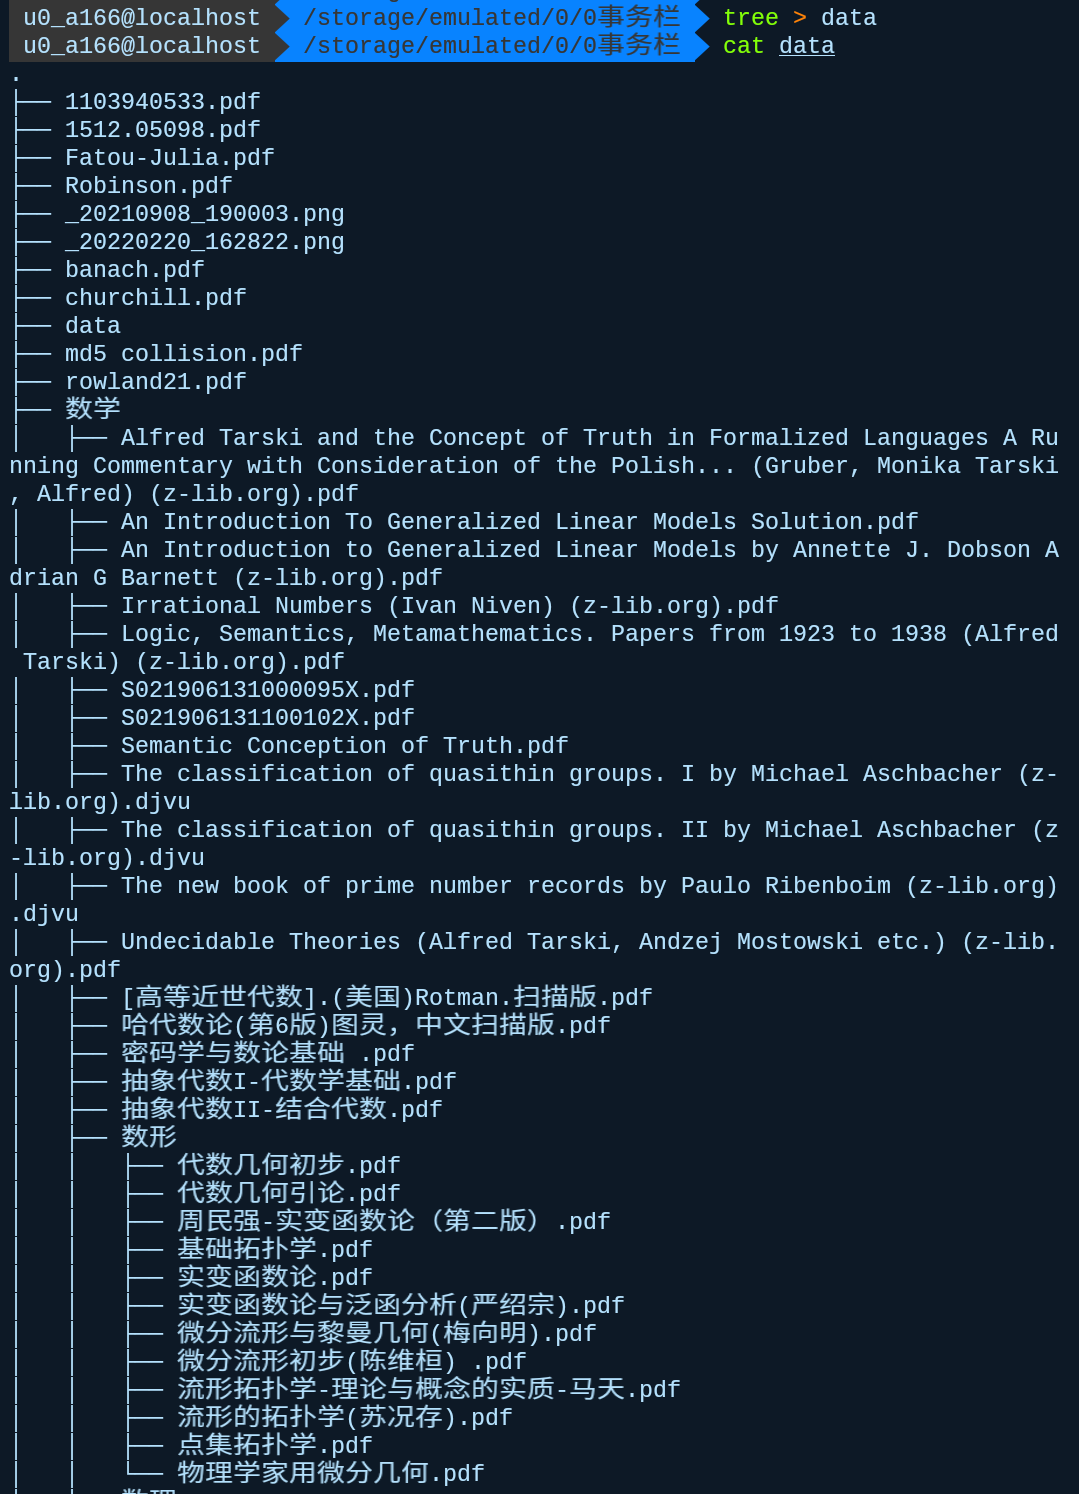 u0_a166@localhost /storage/emulated/0/0事务栏 tree > data
u0_a166@localhost /storage/emulated/0/0事务栏 cat data
.
├── 1103940533.pdf
├── 1512.05098.pdf
├── Fatou-Julia.pdf
├── Robinson.pdf
├── _20210908_190003.png
├── _20220220_162822.png
├── banach.pdf
├── churchill.pdf
├── data
├── md5 collision.pdf
├── rowland21.pdf
├── 数学
│   ├── Alfred Tarski and the Concept of Truth in Formalized Languages A Ru
nning Commentary with Consideration of the Polish... (Gruber, Monika Tarski
, Alfred) (z-lib.org).pdf
│   ├── An Introduction To Generalized Linear Models Solution.pdf
│   ├── An Introduction to Generalized Linear Models by Annette J. Dobson A
drian G Barnett (z-lib.org).pdf
│   ├── Irrational Numbers (Ivan Niven) (z-lib.org).pdf
│   ├── Logic, Semantics, Metamathematics. Papers from 1923 to 1938 (Alfred
 Tarski) (z-lib.org).pdf
│   ├── S021906131000095X.pdf
│   ├── S021906131100102X.pdf
│   ├── Semantic Conception of Truth.pdf
│   ├── The classification of quasithin groups. I by Michael Aschbacher (z-
lib.org).djvu
│   ├── The classification of quasithin groups. II by Michael Aschbacher (z
-lib.org).djvu
│   ├── The new book of prime number records by Paulo Ribenboim (z-lib.org)
.djvu
│   ├── Undecidable Theories (Alfred Tarski, Andzej Mostowski etc.) (z-lib.
org).pdf
│   ├── [高等近世代数].(美国)Rotman.扫描版.pdf
│   ├── 哈代数论(第6版)图灵，中文扫描版.pdf
│   ├── 密码学与数论基础 .pdf
│   ├── 抽象代数I-代数学基础.pdf
│   ├── 抽象代数II-结合代数.pdf
│   ├── 数形
│   │   ├── 代数几何初步.pdf
│   │   ├── 代数几何引论.pdf
│   │   ├── 周民强-实变函数论（第二版）.pdf
│   │   ├── 基础拓扑学.pdf
│   │   ├── 实变函数论.pdf
│   │   ├── 实变函数论与泛函分析(严绍宗).pdf
│   │   ├── 微分流形与黎曼几何(梅向明).pdf
│   │   ├── 微分流形初步(陈维桓) .pdf
│   │   ├── 流形拓扑学-理论与概念的实质-马天.pdf
│   │   ├── 流形的拓扑学(苏况存).pdf
│   │   ├── 点集拓扑学.pdf
│   │   └── 物理学家用微分几何.pdf